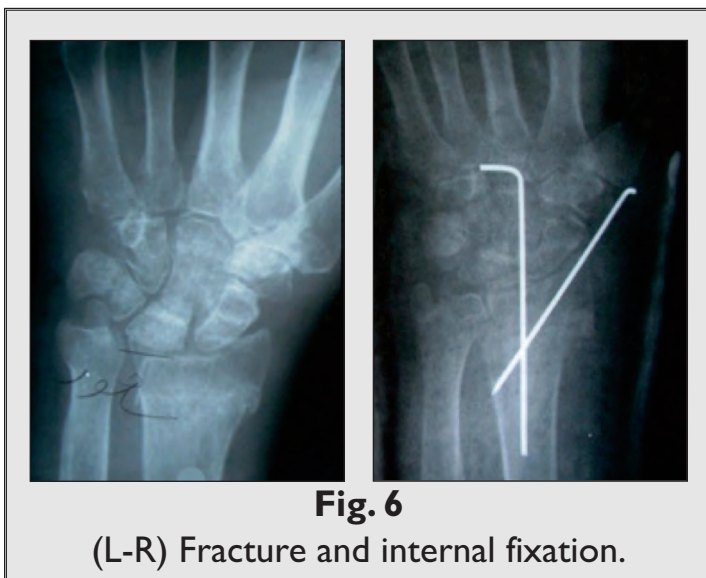 Fig. 6
(L-R) Fracture and internal fixation.